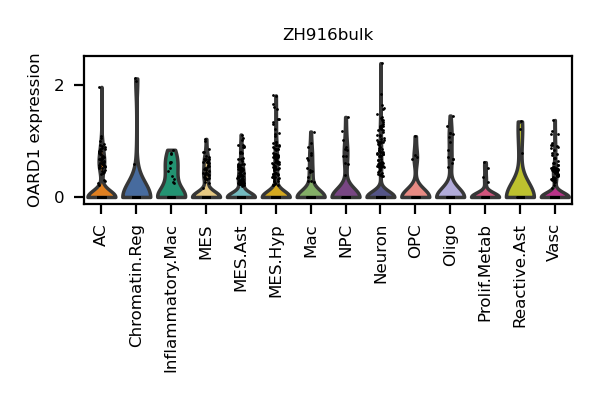 ZH916bulk
OARD1 expression
2
0
AC
Chromatin.Reg
Inflammatory.Mac
MES
MES.Ast
MES.Hyp
Mac
NPC
Neuron
OPC
Oligo
Prolif.Metab
Reactive.Ast
Vasc